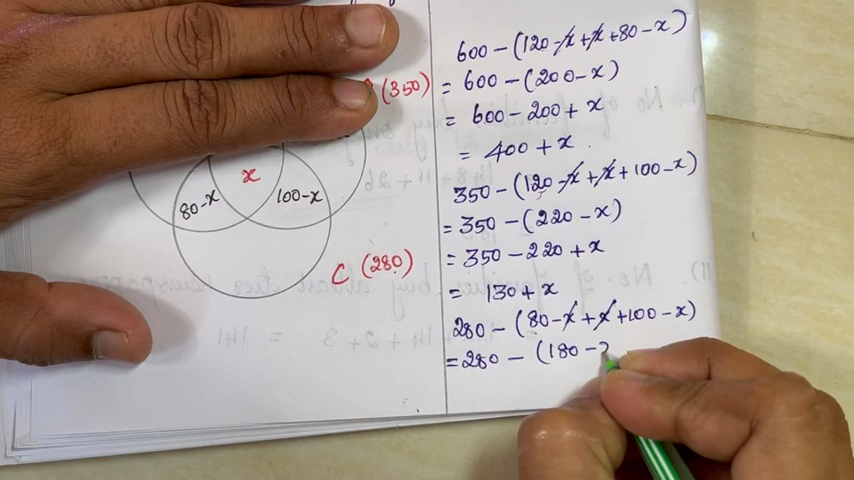 (350)
x
80-x
100-x
C (280)
600-(120-x+x+80-x)
= 600-(200-x)
= 600-200+x
= 400+x
350-(120-x+x+100-x)
= 350-(220-x)
= 350-220+x
= 130+x
280-(80-x+x+100-x)
= 280-(180-